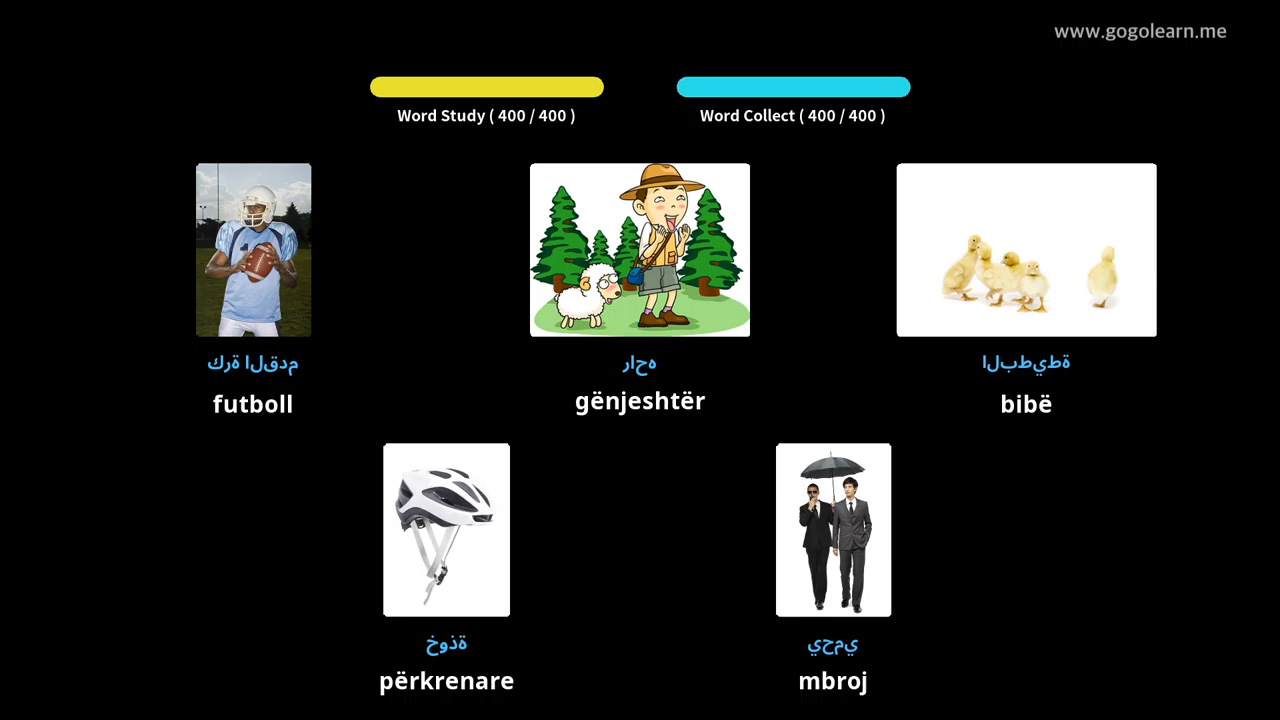 www.gogolearn.me
Word Study ( 400 / 400 )
Word Collect ( 400 / 400 )
كرة القدم
futboll
راحه
gënjeshtër
البطيطة
bibë
خوذة
përkrenare
يحمي
mbroj